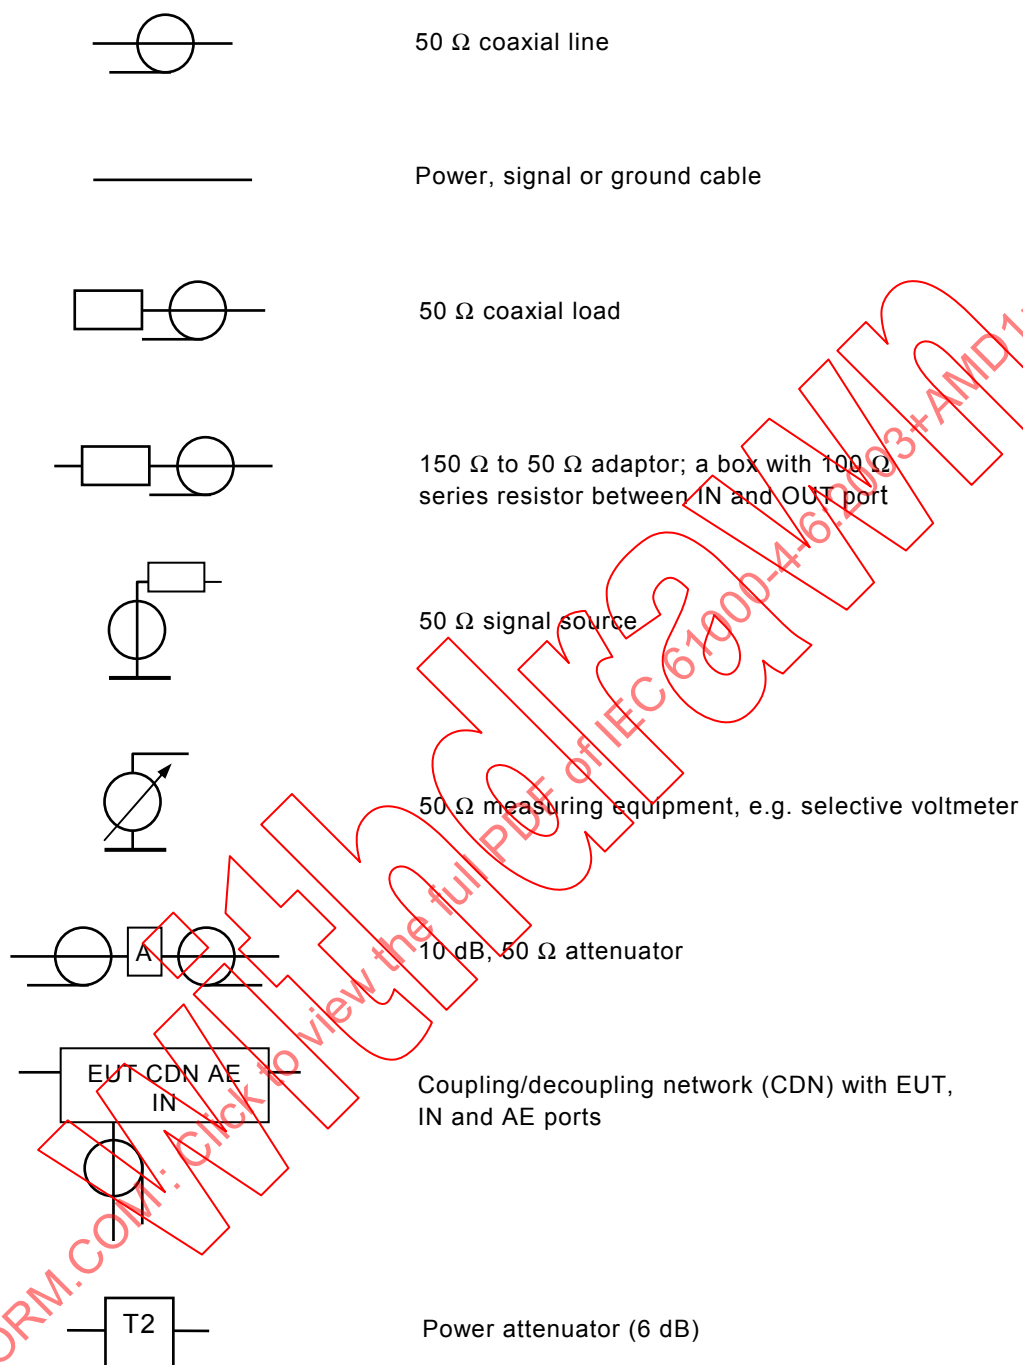 50 Ω coaxial line
Power, signal or ground cable
50 Ω coaxial load
150 Ω to 50 Ω adaptor; a box with 100 Ω
series resistor between IN and OUT port
50 Ω signal source
50 Ω measuring equipment, e.g. selective voltmeter
A
10 dB, 50 Ω attenuator
EUT CDN AE
IN
Coupling/decoupling network (CDN) with EUT,
IN and AE ports
T2
Power attenuator (6 dB)
withdrawn
ORM.COM : Click to view the full PDF of IEC 61000-4-6:2003+AMD1